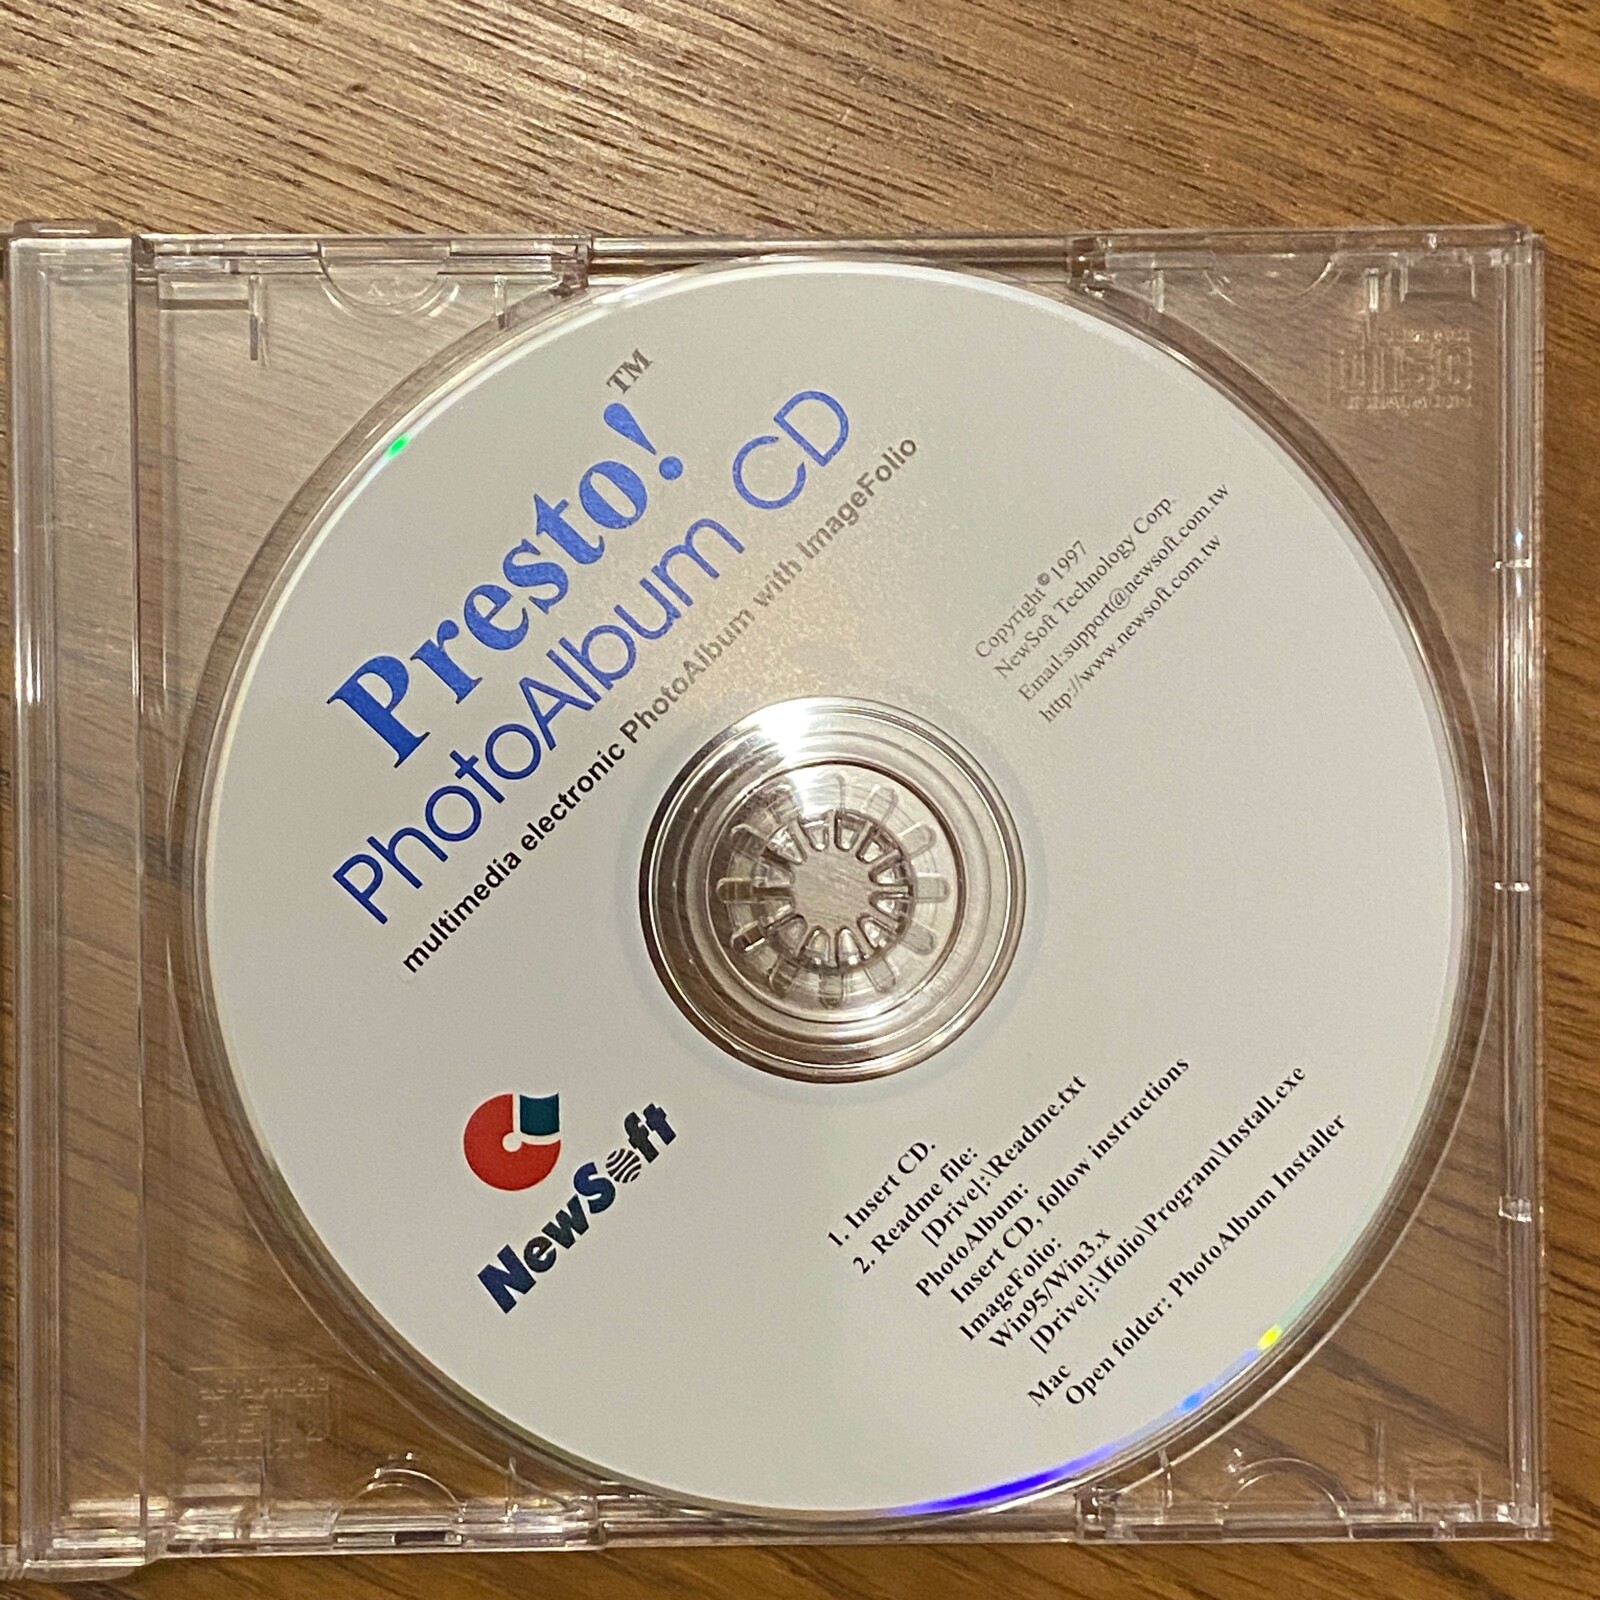 Presto!™
PhotoAlbum CD
multimedia electronic PhotoAlbum with ImageFolio
Copyright © 1997
NewSoft Technology Corp.
Email:support@newsoft.com.tw
http://www.newsoft.com.tw
NewSoft
1. Insert CD.
2. Readme file:
[Drive]:\Readme.txt
PhotoAlbum:
Insert CD, follow instructions
ImageFolio:
Win95/Win3.x
[Drive]:\Ifolio\Program\Install.exe
Mac
Open folder: PhotoAlbum Installer
disc